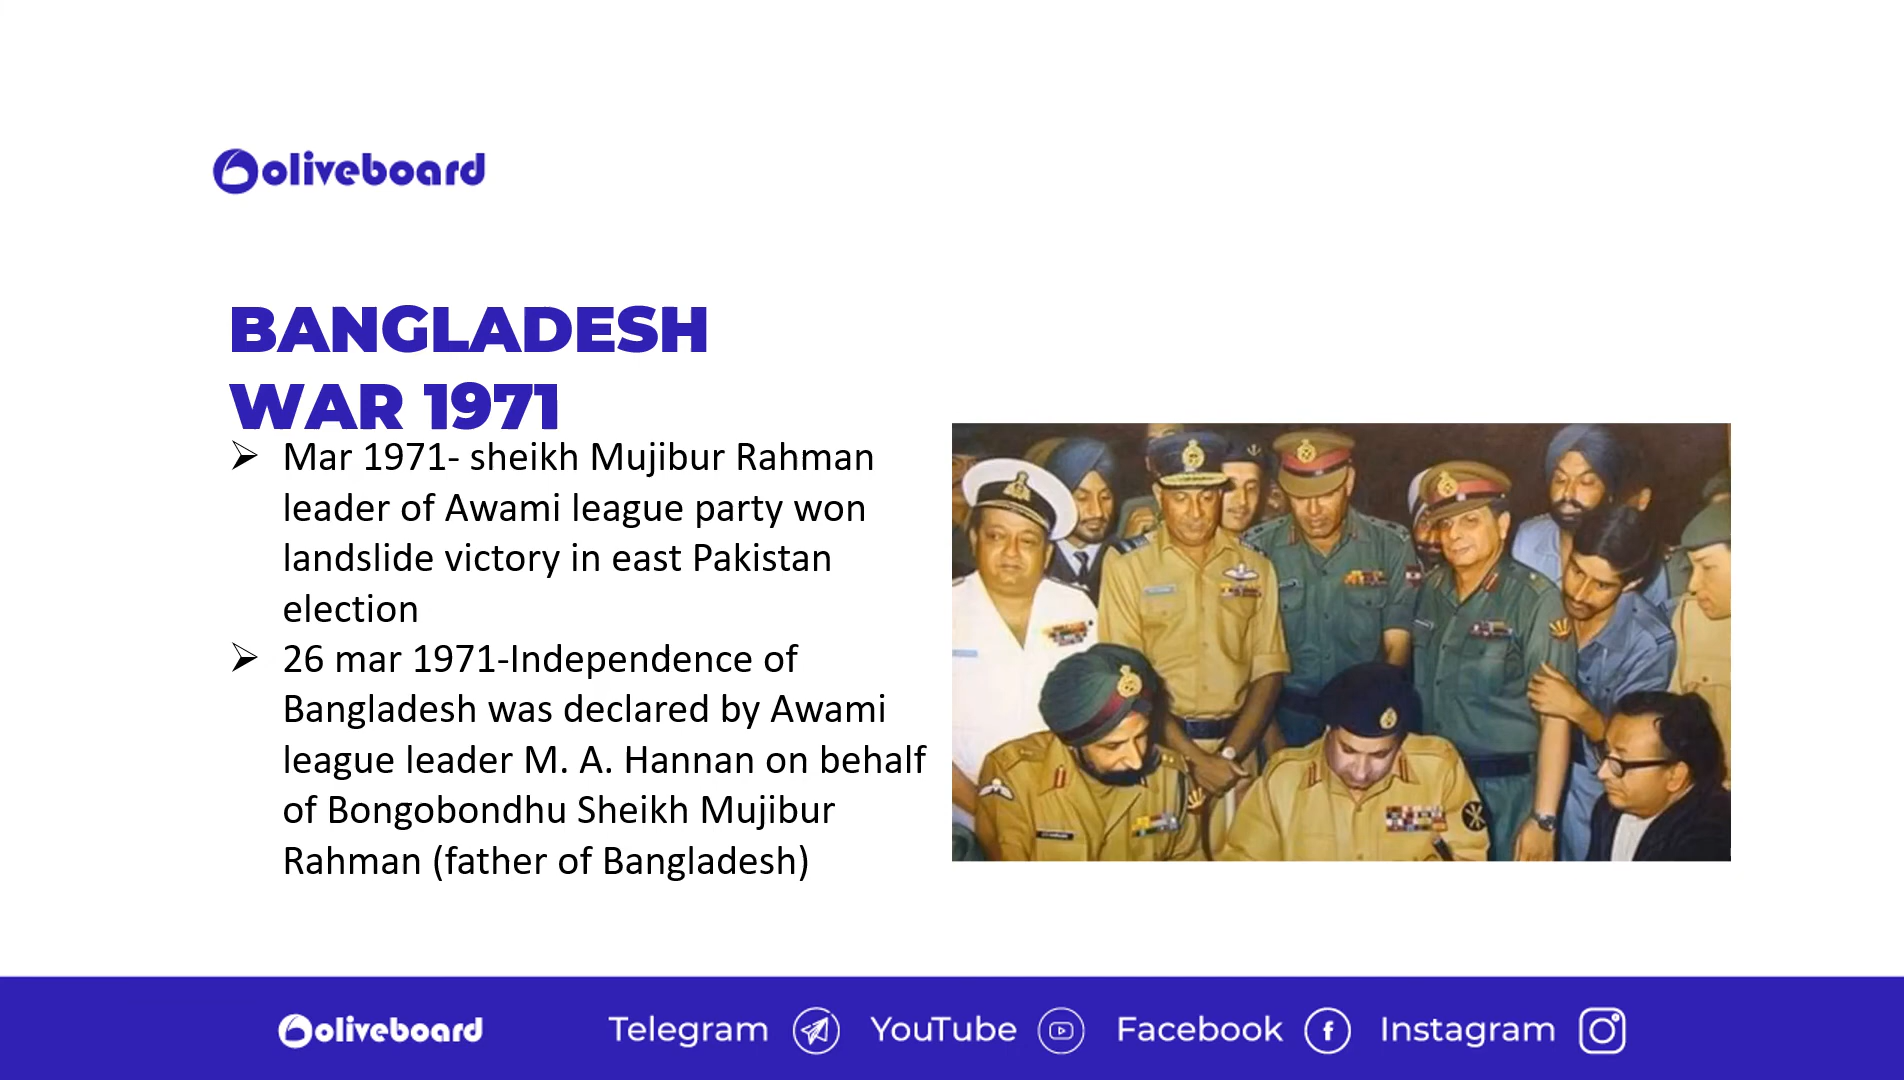 oliveboard
BANGLADESH
WAR 1971
➢ Mar 1971- sheikh Mujibur Rahman
leader of Awami league party won
landslide victory in east Pakistan
election
➢ 26 mar 1971-Independence of
Bangladesh was declared by Awami
league leader M. A. Hannan on behalf
of Bongobondhu Sheikh Mujibur
Rahman (father of Bangladesh)
oliveboard Telegram YouTube Facebook Instagram